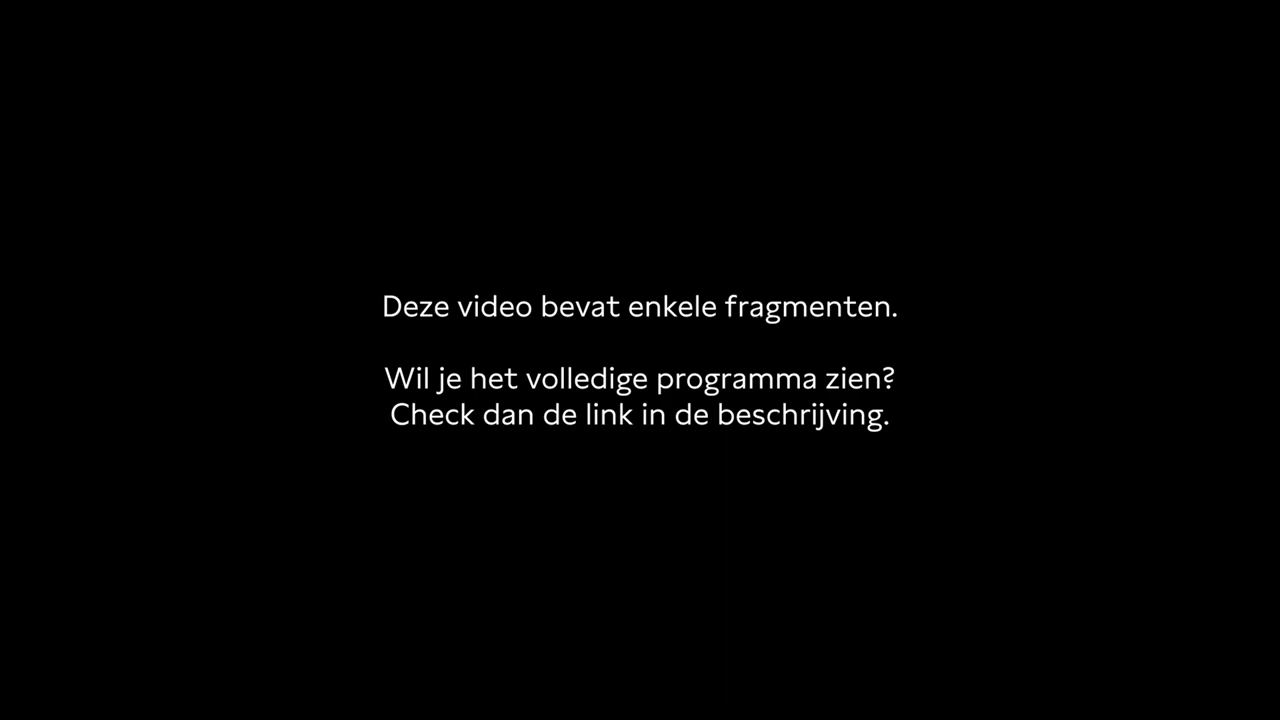 Deze video bevat enkele fragmenten.
Wil je het volledige programma zien?
Check dan de link in de beschrijving.